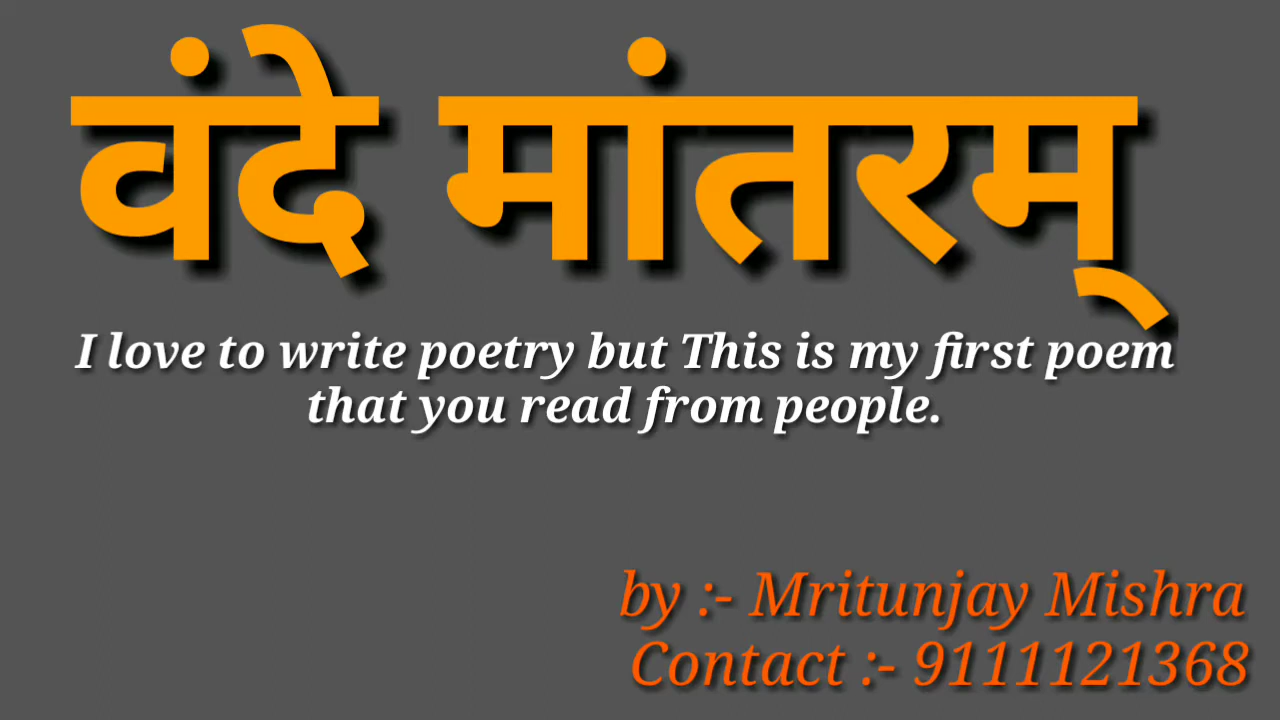 वंदे मांतरम्
I love to write poetry but This is my first poem
that you read from people.
by :- Mritunjay Mishra
Contact :- 9111121368